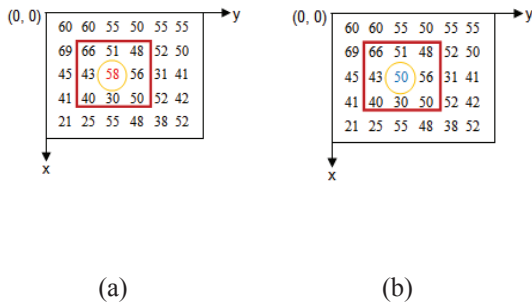 (0, 0) y
60 60 55 50 55 55
69 66 51 48 52 50
45 43 58 56 31 41
41 40 30 50 52 42
21 25 55 48 38 52
x
(a)
(0, 0) y
60 60 55 50 55 55
69 66 51 48 52 50
45 43 50 56 31 41
41 40 30 50 52 42
21 25 55 48 38 52
x
(b)